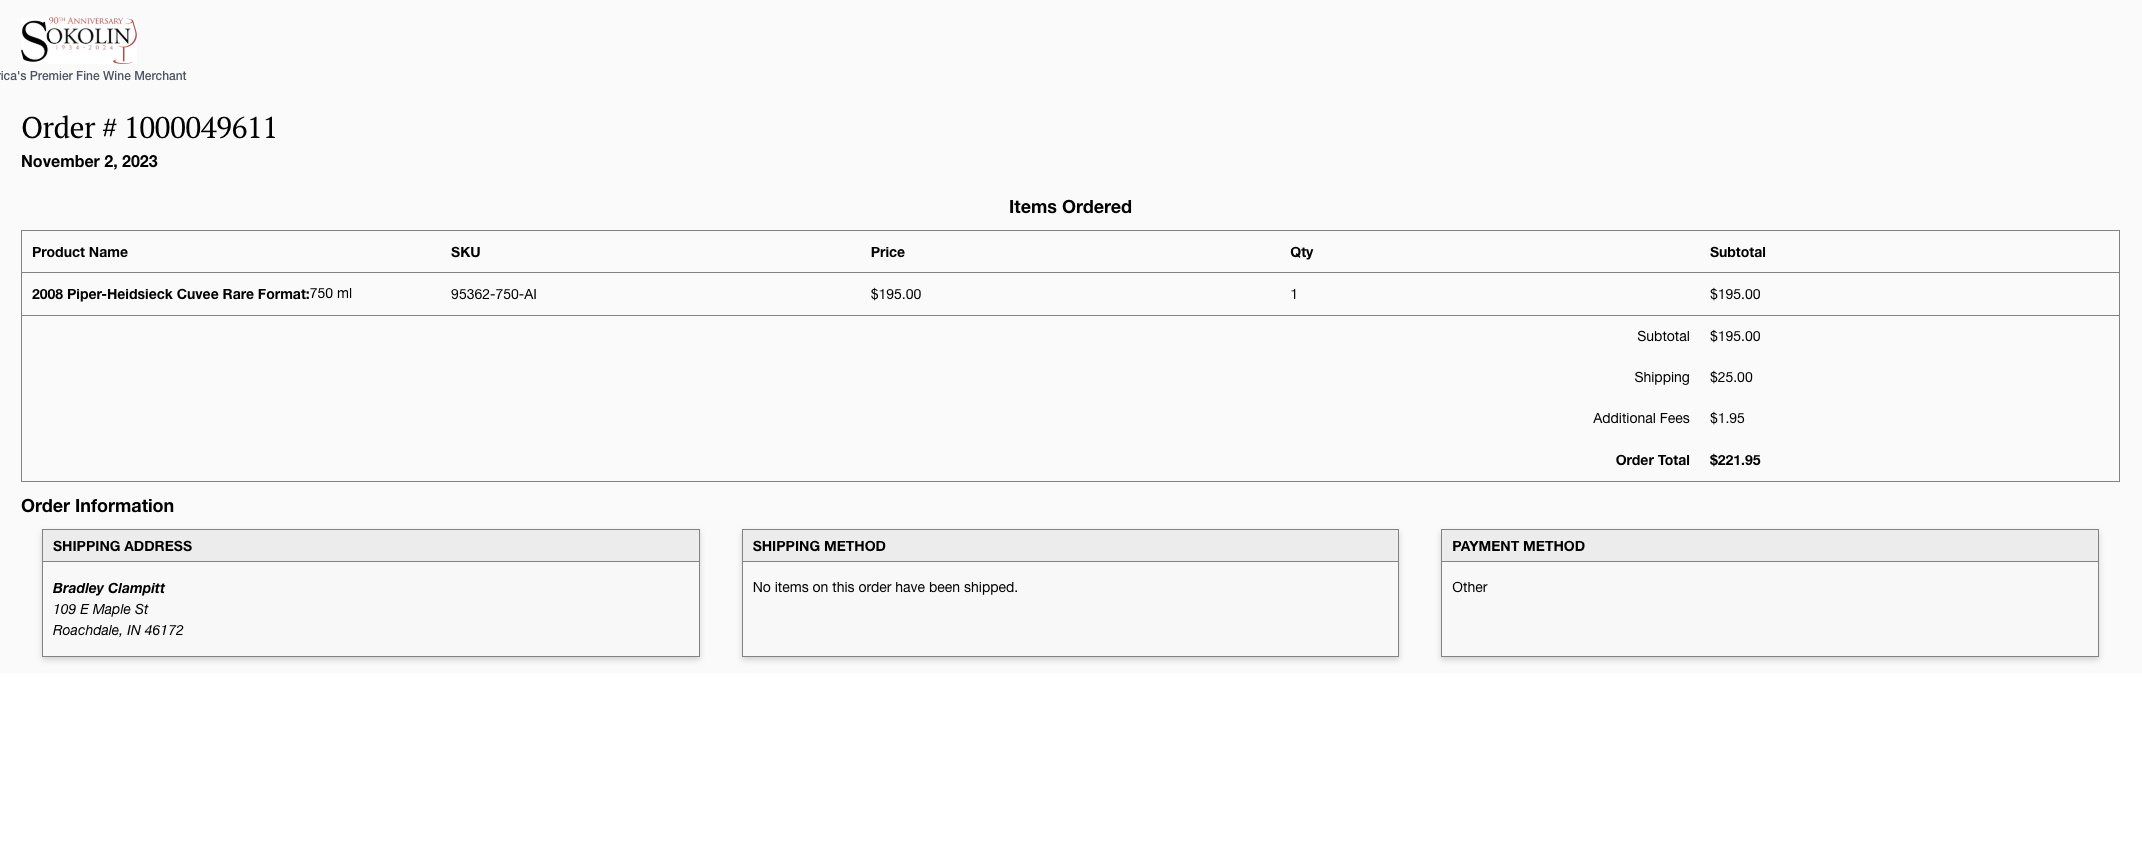 90TH ANNIVERSARY
SOKOLIN
1934-2024
rica's Premier Fine Wine Merchant
Order # 1000049611
November 2, 2023
Items Ordered
Product Name SKU Price Qty Subtotal
2008 Piper-Heidsieck Cuvee Rare Format:750 ml 95362-750-AI $195.00 1 $195.00
Subtotal $195.00
Shipping $25.00
Additional Fees $1.95
Order Total $221.95
Order Information
SHIPPING ADDRESS
Bradley Clampitt
109 E Maple St
Roachdale, IN 46172
SHIPPING METHOD
No items on this order have been shipped.
PAYMENT METHOD
Other